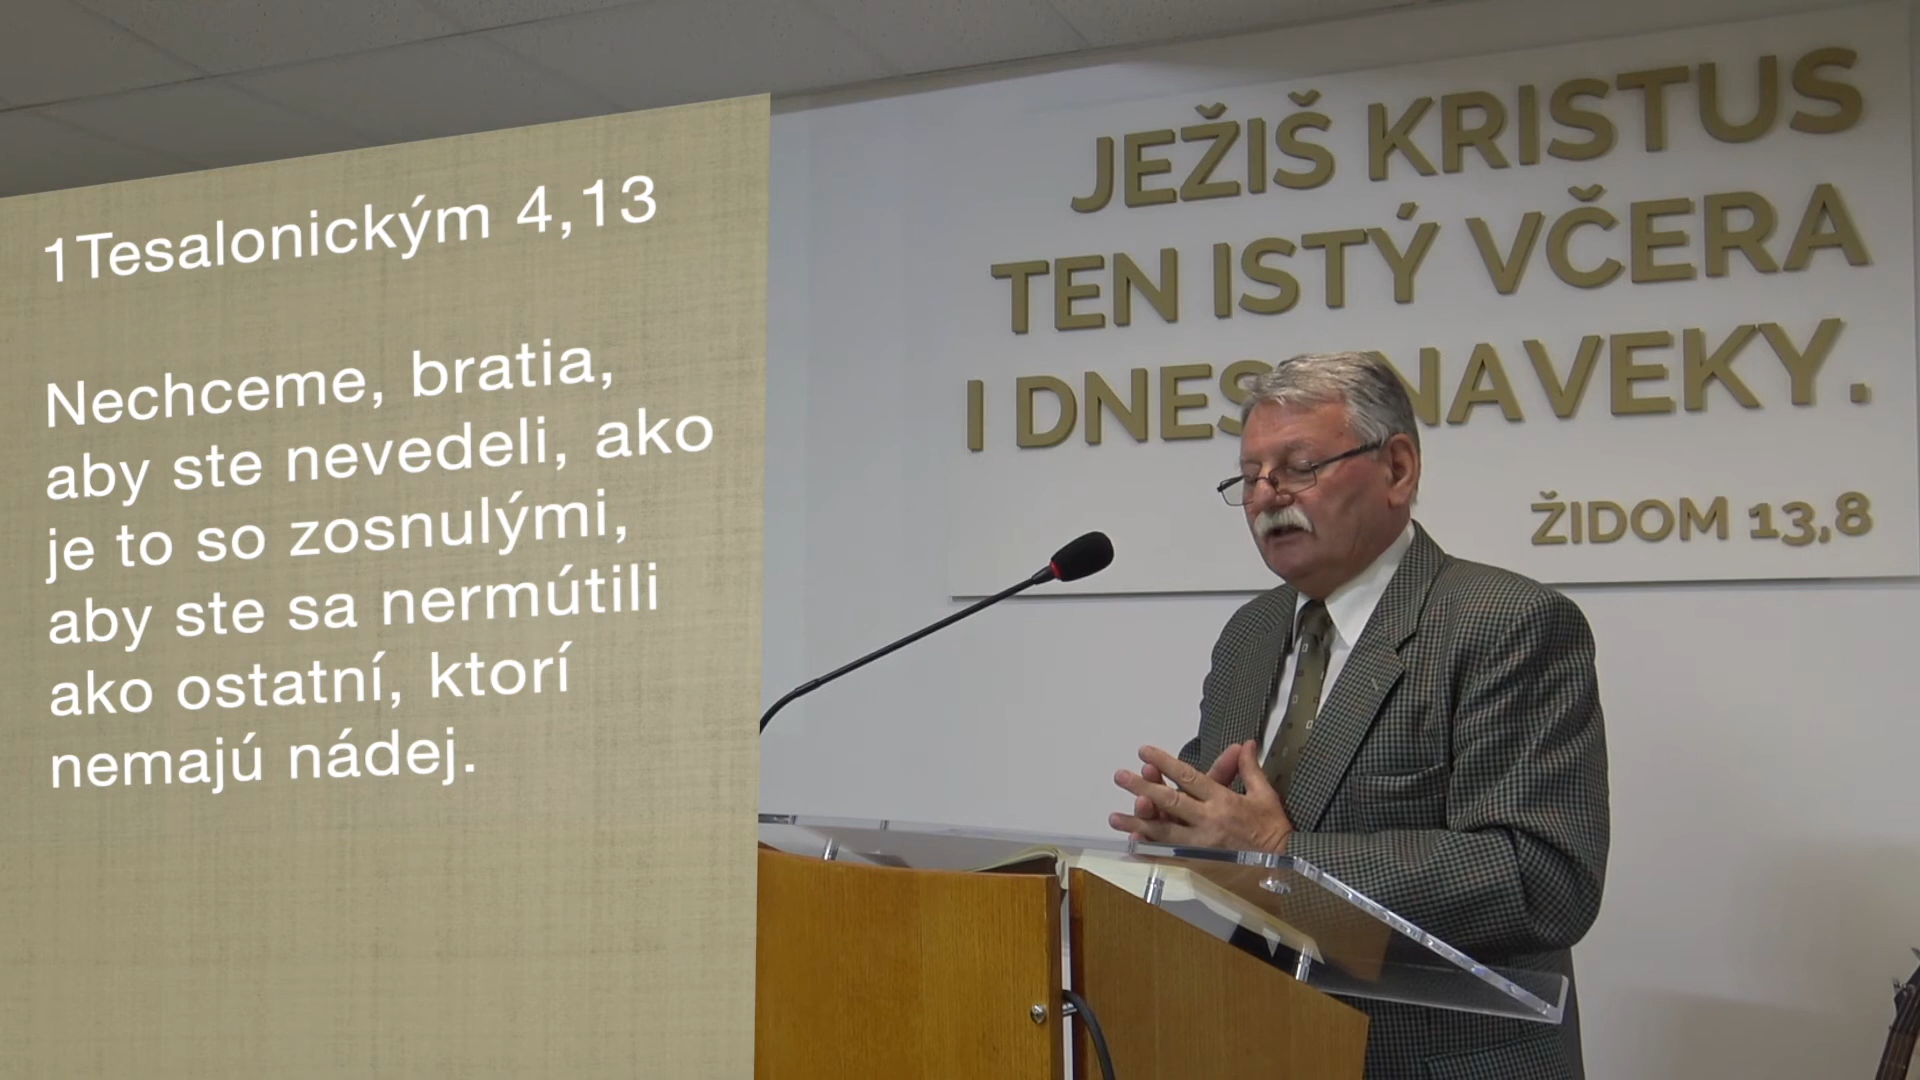 1Tesalonickým 4,13
Nechceme, bratia,
aby ste nevedeli, ako
je to so zosnulými,
aby ste sa nermútili
ako ostatní, ktorí
nemajú nádej.
JEŽIŠ KRISTUS
TEN ISTÝ VČERA
I DNES NAVEKY.
ŽIDOM 13,8